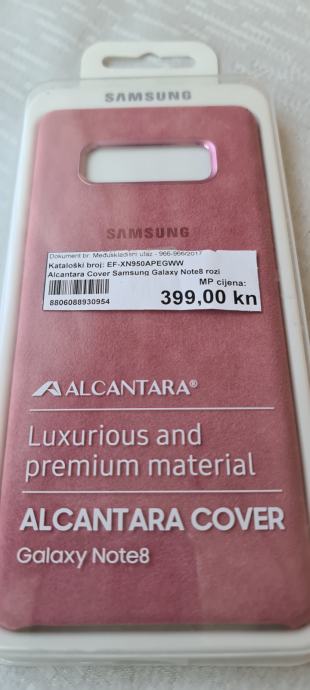 SAMSUNG
SAMSUNG
Dokument br. Međuskladišni ulaz - 966-966/2017
Kataloški broj: EF-XN950APEGWW
Alcantara Cover Samsung Galaxy Note8 rozi
MP cijena:
8806088930954
399,00 kn
ALCANTARA®
Luxurious and
premium material
ALCANTARA COVER
Galaxy Note8